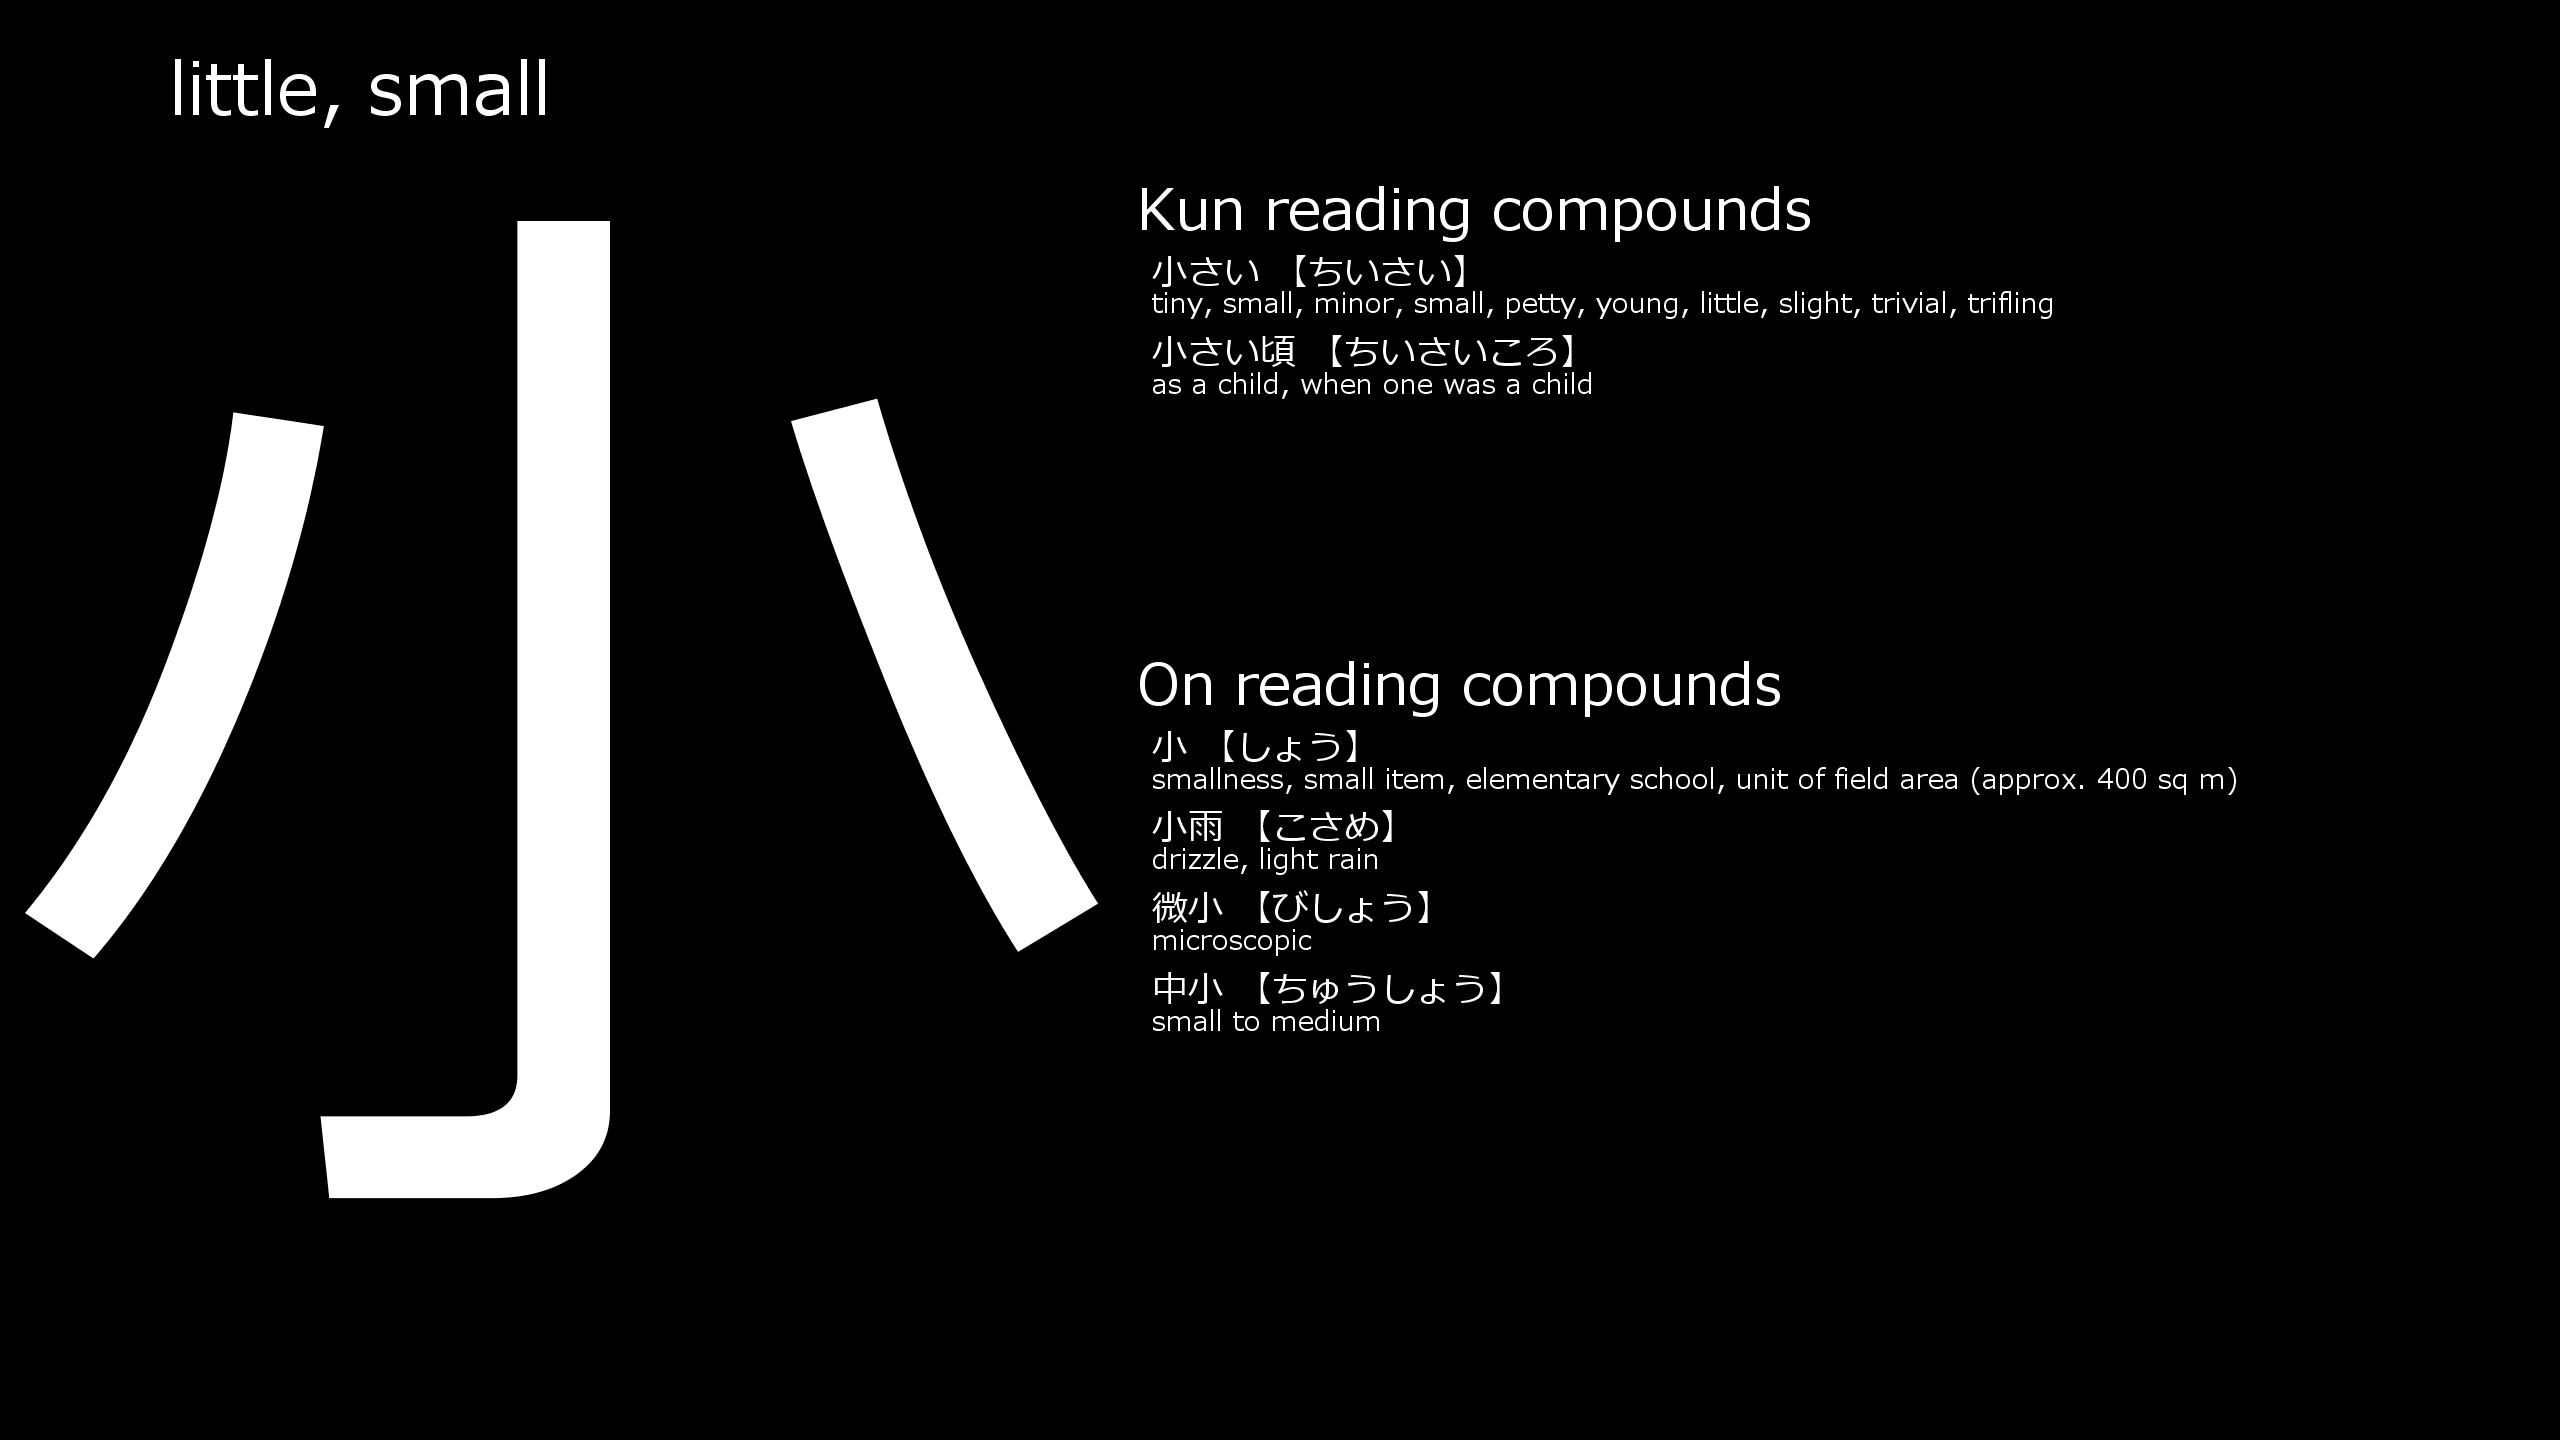 little, small
小
Kun reading compounds
小さい 【ちいさい】
tiny, small, minor, small, petty, young, little, slight, trivial, trifling
小さい頃 【ちいさいころ】
as a child, when one was a child
On reading compounds
小 【しょう】
smallness, small item, elementary school, unit of field area (approx. 400 sq m)
小雨 【こさめ】
drizzle, light rain
微小 【びしょう】
microscopic
中小 【ちゅうしょう】
small to medium